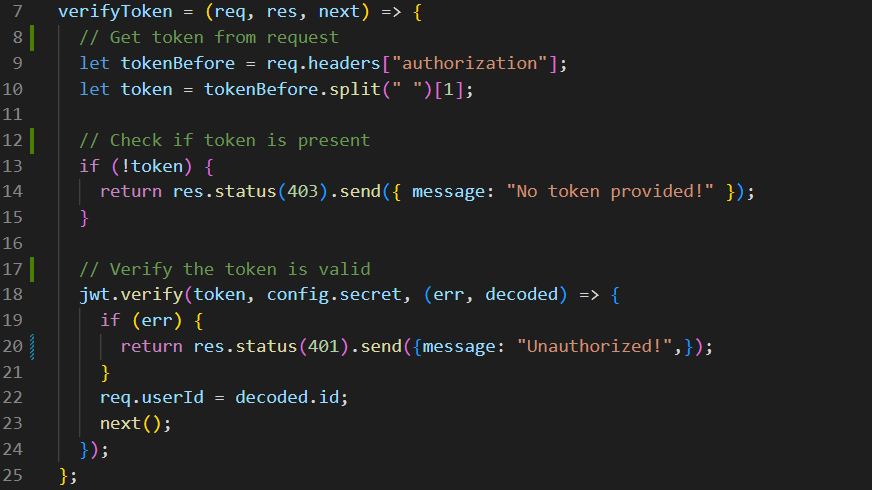 7 verifyToken = (req, res, next) => {
8 // Get token from request
9 let tokenBefore = req.headers["authorization"];
10 let token = tokenBefore.split(" ")[1];
11
12 // Check if token is present
13 if (!token) {
14 return res.status(403).send({ message: "No token provided!" });
15 }
16
17 // Verify the token is valid
18 jwt.verify(token, config.secret, (err, decoded) => {
19 if (err) {
20 return res.status(401).send({message: "Unauthorized!",});
21 }
22 req.userId = decoded.id;
23 next();
24 });
25 };